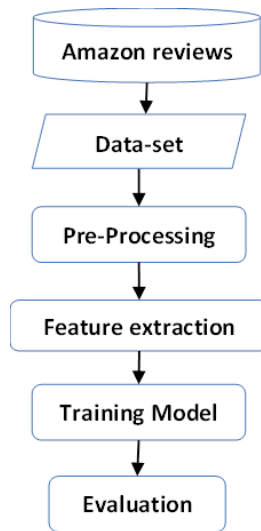 Amazon reviews
Data-set
Pre-Processing
Feature extraction
Training Model
Evaluation